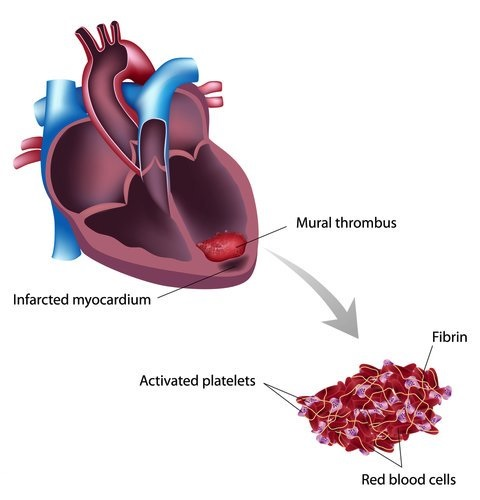 Mural thrombus
Infarcted myocardium
Fibrin
Activated platelets
Red blood cells